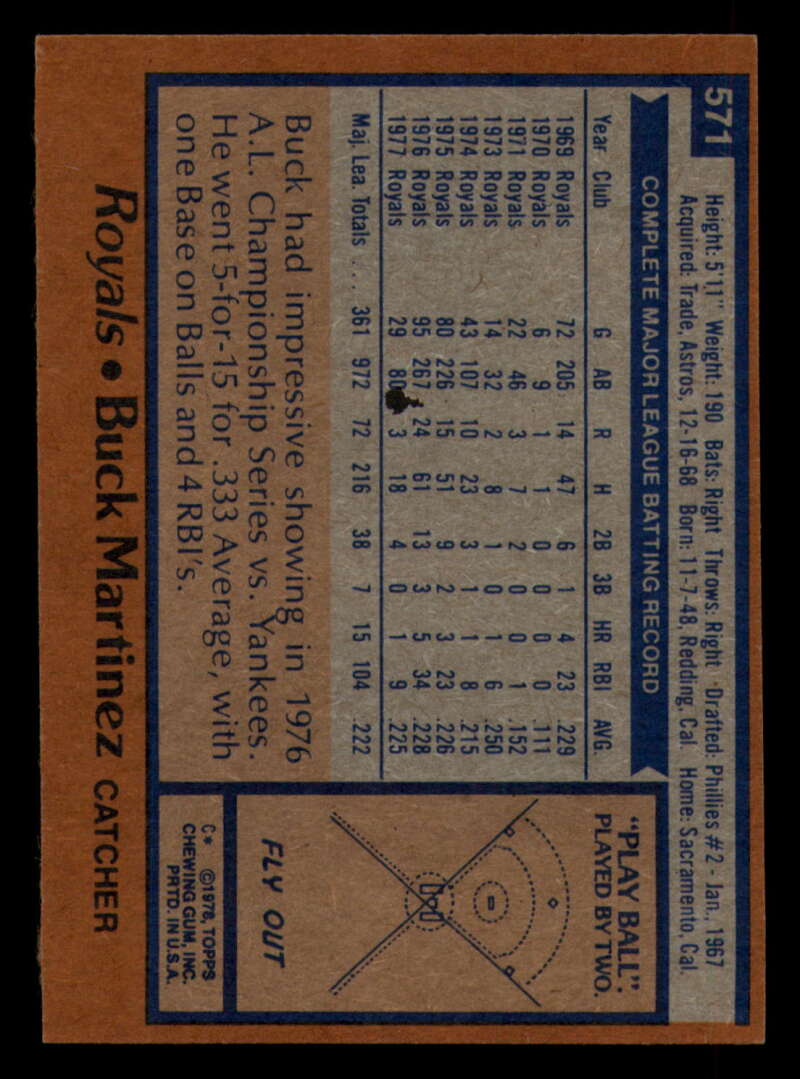 571
Height: 5'11" Weight: 190 Bats: Right Throws: Right Drafted: Phillies #2 - Jan., 1967
Acquired: Trade, Astros, 12-16-68 Born: 11-7-48, Redding, Cal. Home: Sacramento, Cal.
COMPLETE MAJOR LEAGUE BATTING RECORD
Year Club G AB R H 2B 3B HR RBI AVG.
1969 Royals 72 205 14 47 6 1 4 23 .229
1970 Royals 6 9 1 1 0 0 0 0 .111
1971 Royals 22 46 3 7 2 0 0 1 .152
1973 Royals 14 32 2 8 1 0 1 6 .250
1974 Royals 43 107 10 23 3 1 1 8 .215
1975 Royals 80 226 15 51 9 2 3 23 .226
1976 Royals 95 267 24 61 13 3 5 34 .228
1977 Royals 29 80 3 18 4 0 1 9 .225
Maj. Lea. Totals ... 361 972 72 216 38 7 15 104 .222
Buck had impressive showing in 1976
A.L. Championship Series vs. Yankees.
He went 5-for-15 for .333 Average, with
one Base on Balls and 4 RBI's.
"PLAY BALL":
PLAYED BY TWO.
FLY OUT
C* ©1978, TOPPS
CHEWING GUM, INC.
PRTD. IN U.S.A.
Royals • Buck Martinez CATCHER